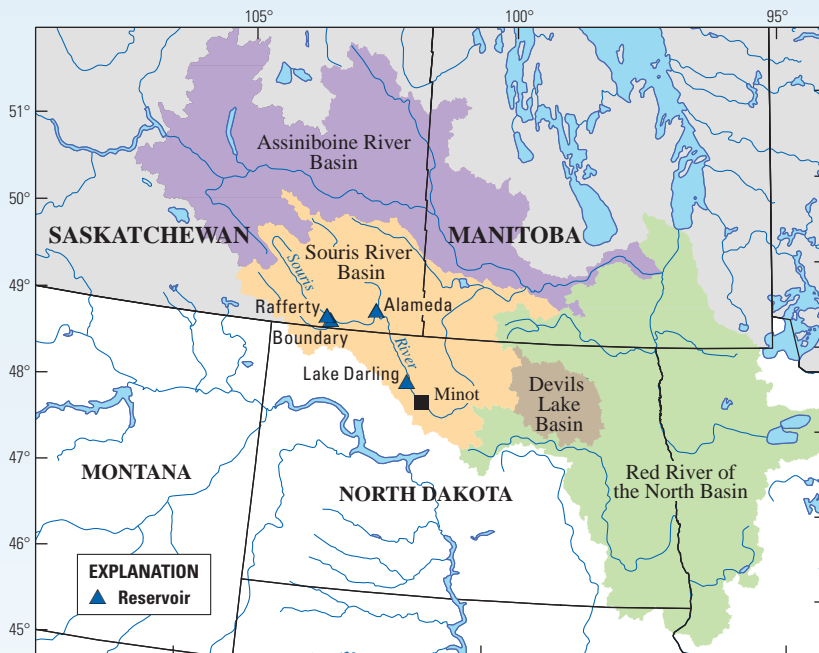 105°
100°
95°
51°
50°
49°
48°
47°
46°
45°
Assiniboine River
Basin
SASKATCHEWAN
MANITOBA
Souris River
Basin
Souris
River
Rafferty
Alameda
Boundary
Lake Darling
Minot
Devils
Lake
Basin
MONTANA
NORTH DAKOTA
Red River of
the North Basin
EXPLANATION
Reservoir